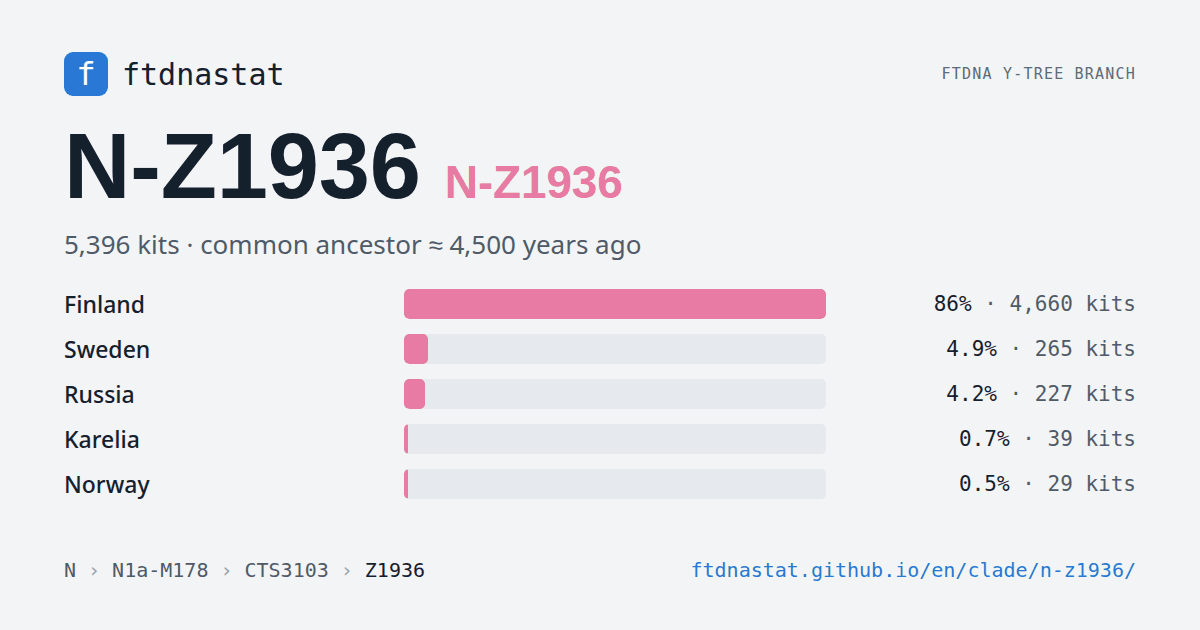 f ftdnastat
FTDNA Y-TREE BRANCH
N-Z1936 N-Z1936
5,396 kits · common ancestor ≈ 4,500 years ago
Finland 86% · 4,660 kits
Sweden 4.9% · 265 kits
Russia 4.2% · 227 kits
Karelia 0.7% · 39 kits
Norway 0.5% · 29 kits
N › N1a-M178 › CTS3103 › Z1936
ftdnastat.github.io/en/clade/n-z1936/